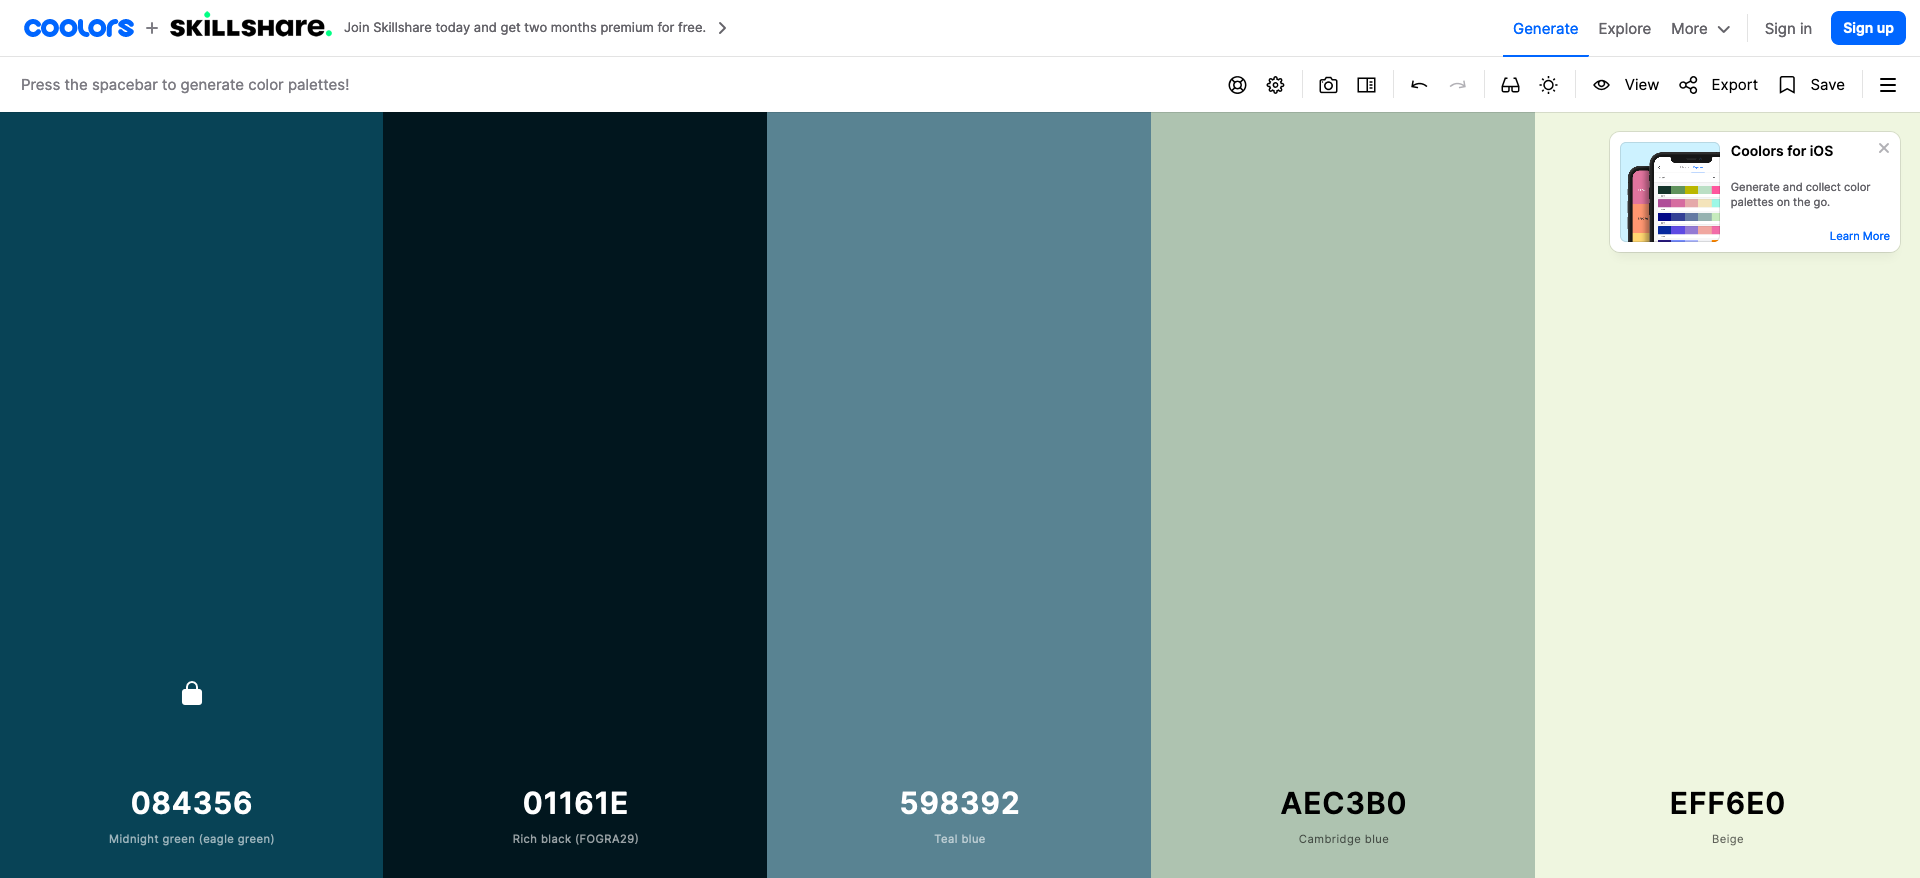 coolors + SKILLSHARE. Join Skillshare today and get two months premium for free. Generate Explore More Sign in Sign up
Press the spacebar to generate color palettes! View Export Save
Coolors for iOS
Generate and collect color
palettes on the go.
Learn More
084356 01161E 598392 AEC3B0 EFF6E0
Midnight green (eagle green) Rich black (FOGRA29) Teal blue Cambridge blue Beige